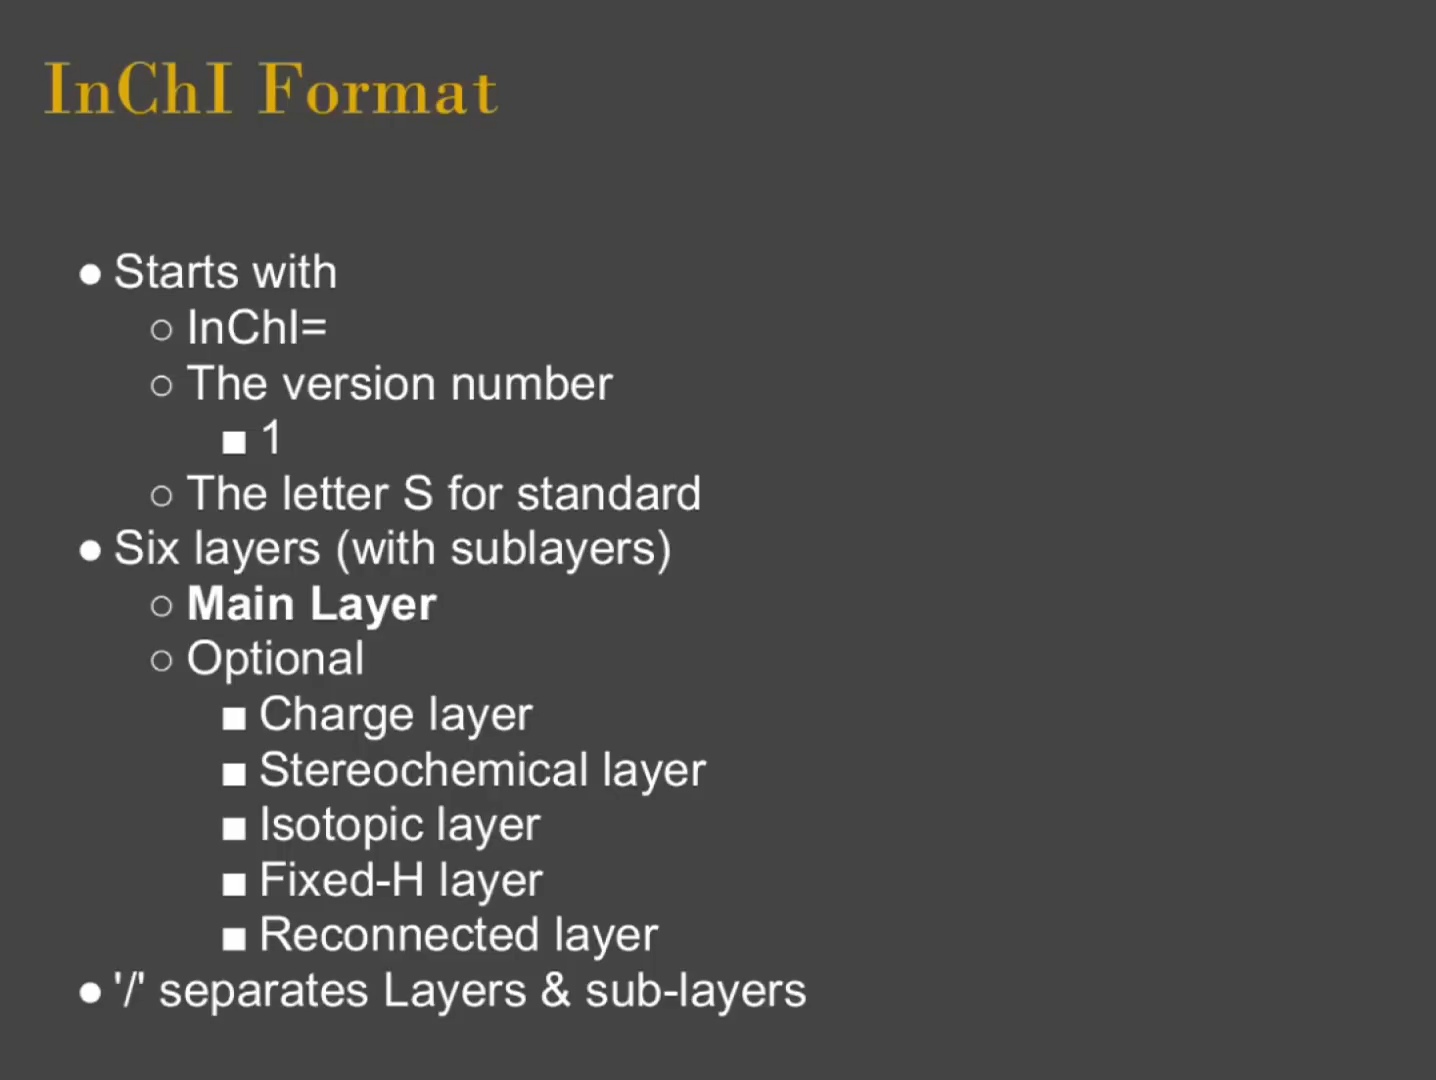 InChI Format
● Starts with
○ InChI=
○ The version number
■ 1
○ The letter S for standard
● Six layers (with sublayers)
○ Main Layer
○ Optional
■ Charge layer
■ Stereochemical layer
■ Isotopic layer
■ Fixed-H layer
■ Reconnected layer
● '/' separates Layers & sub-layers